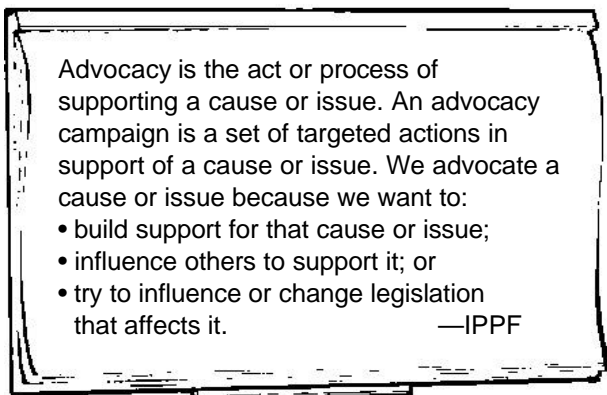 Advocacy is the act or process of
supporting a cause or issue. An advocacy
campaign is a set of targeted actions in
support of a cause or issue. We advocate a
cause or issue because we want to:
• build support for that cause or issue;
• influence others to support it; or
• try to influence or change legislation
that affects it. —IPPF